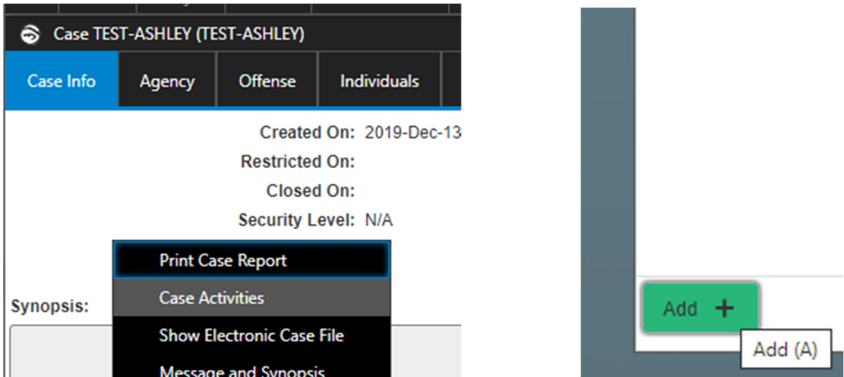 Case TEST-ASHLEY (TEST-ASHLEY)
Case Info Agency Offense Individuals
Created On: 2019-Dec-13
Restricted On:
Closed On:
Security Level: N/A
Print Case Report
Case Activities
Synopsis:
Show Electronic Case File
Message and Synopsis
Add +
Add (A)